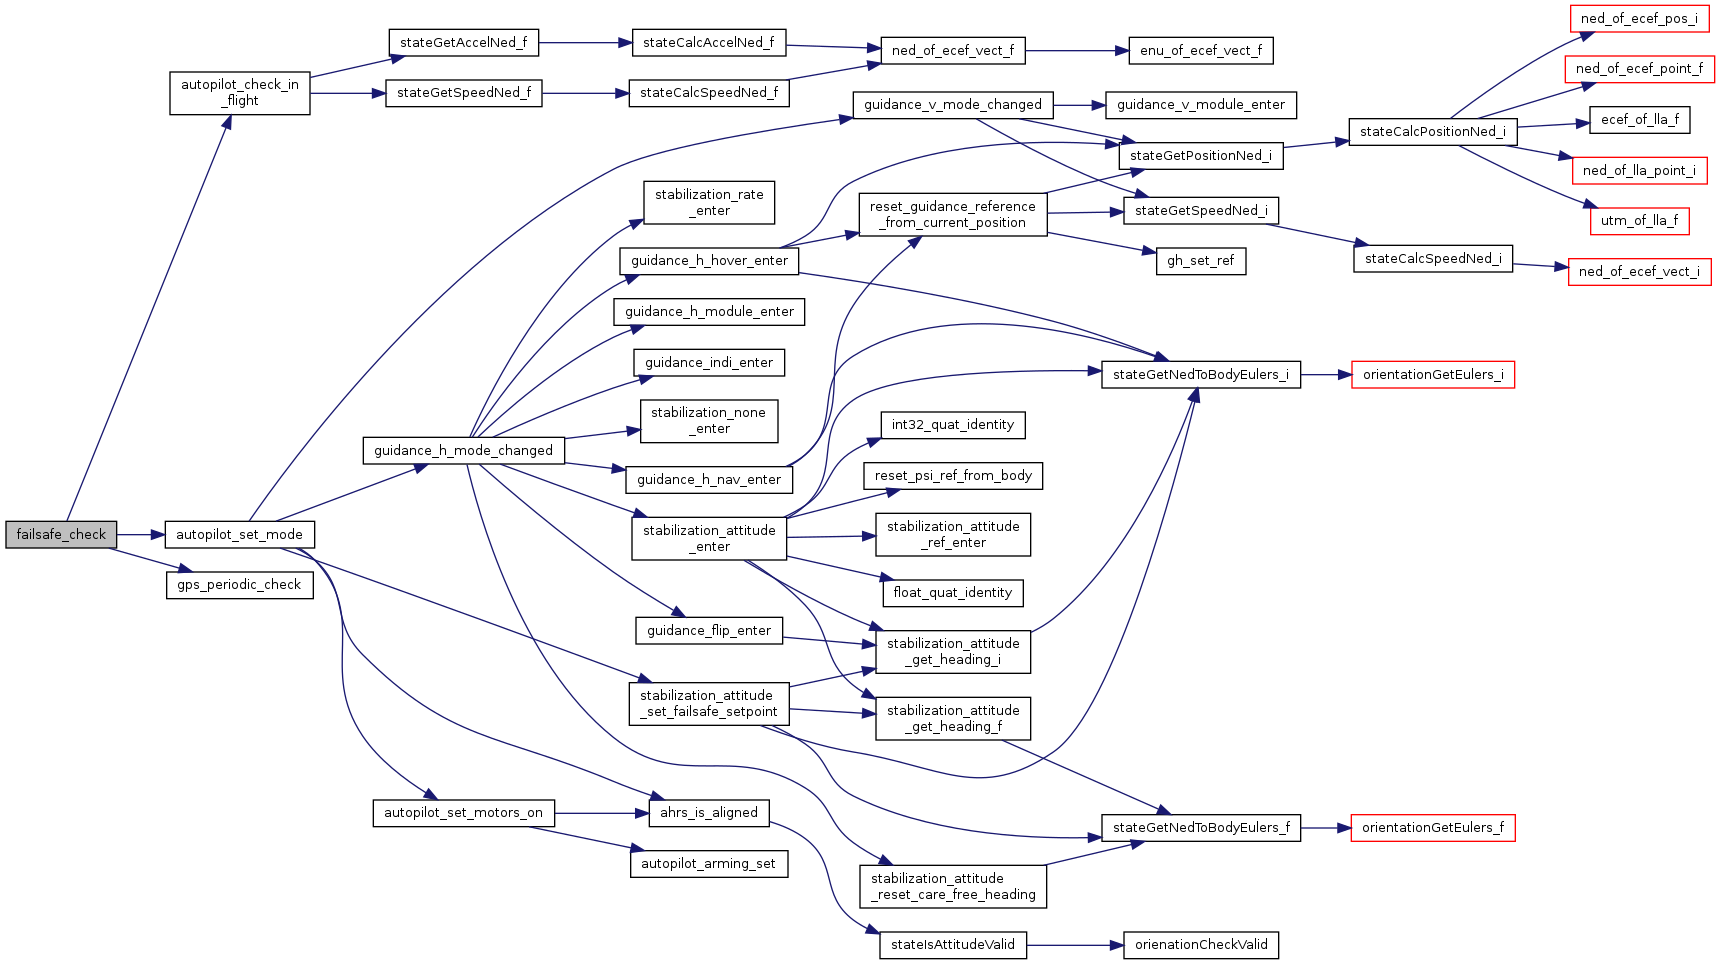 failsafe_check
autopilot_check_in
_flight
autopilot_set_mode
gps_periodic_check
stateGetAccelNed_f
stateGetSpeedNed_f
guidance_h_mode_changed
autopilot_set_motors_on
stateCalcAccelNed_f
stateCalcSpeedNed_f
stabilization_rate
_enter
guidance_h_hover_enter
guidance_h_module_enter
guidance_indi_enter
stabilization_none
_enter
guidance_h_nav_enter
stabilization_attitude
_enter
guidance_flip_enter
stabilization_attitude
_set_failsafe_setpoint
ahrs_is_aligned
autopilot_arming_set
ned_of_ecef_vect_f
guidance_v_mode_changed
reset_guidance_reference
_from_current_position
int32_quat_identity
reset_psi_ref_from_body
stabilization_attitude
_ref_enter
float_quat_identity
stabilization_attitude
_get_heading_i
stabilization_attitude
_get_heading_f
stabilization_attitude
_reset_care_free_heading
stateIsAttitudeValid
enu_of_ecef_vect_f
guidance_v_module_enter
stateGetPositionNed_i
stateGetSpeedNed_i
gh_set_ref
stateGetNedToBodyEulers_i
stateGetNedToBodyEulers_f
orienationCheckValid
stateCalcPositionNed_i
stateCalcSpeedNed_i
orientationGetEulers_i
orientationGetEulers_f
ned_of_ecef_pos_i
ned_of_ecef_point_f
ecef_of_lla_f
ned_of_lla_point_i
utm_of_lla_f
ned_of_ecef_vect_i